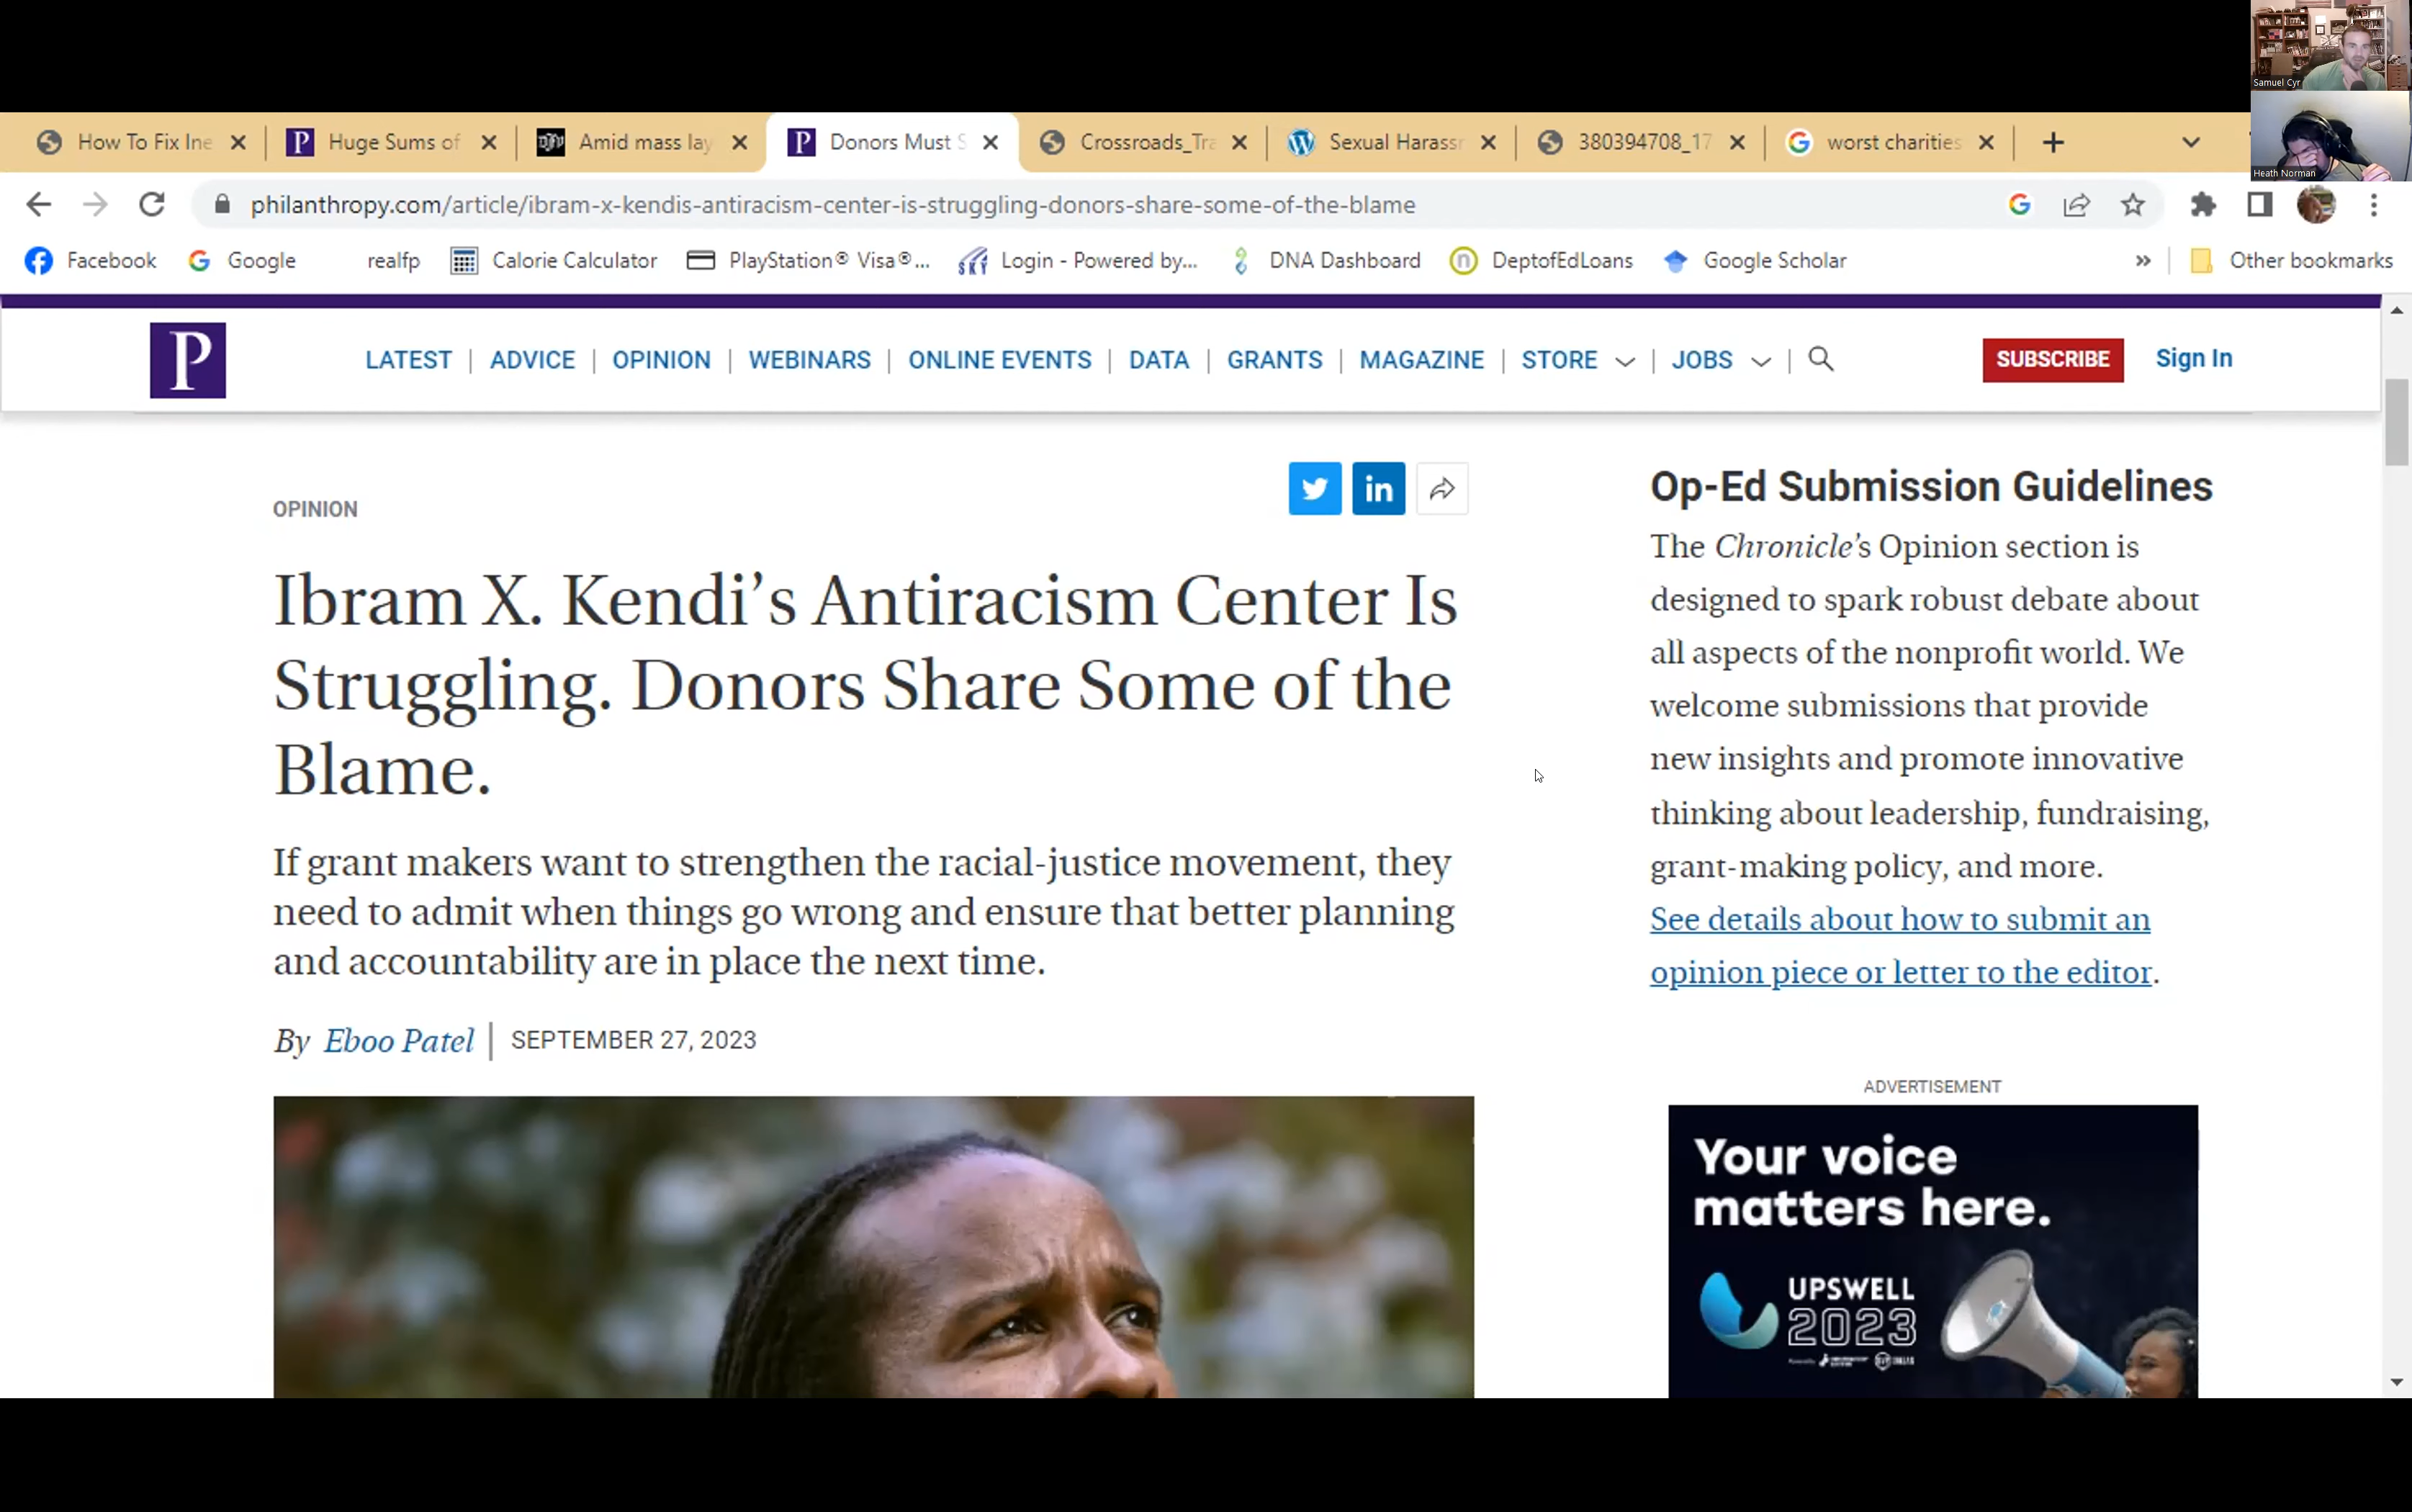 Samuel Cyr
Heath Norman
How To Fix Ine
Huge Sums of
Amid mass lay
Donors Must S
Crossroads_Tra
Sexual Harassm
380394708_17
worst charities
philanthropy.com/article/ibram-x-kendis-antiracism-center-is-struggling-donors-share-some-of-the-blame
Facebook
Google
realfp
Calorie Calculator
PlayStation® Visa®...
Login - Powered by...
DNA Dashboard
DeptofEdLoans
Google Scholar
»
Other bookmarks
P
LATEST | ADVICE | OPINION | WEBINARS | ONLINE EVENTS | DATA | GRANTS | MAGAZINE | STORE | JOBS
SUBSCRIBE
Sign In
OPINION
Ibram X. Kendi’s Antiracism Center Is
Struggling. Donors Share Some of the
Blame.
If grant makers want to strengthen the racial-justice movement, they
need to admit when things go wrong and ensure that better planning
and accountability are in place the next time.
By Eboo Patel | SEPTEMBER 27, 2023
Op-Ed Submission Guidelines
The Chronicle’s Opinion section is
designed to spark robust debate about
all aspects of the nonprofit world. We
welcome submissions that provide
new insights and promote innovative
thinking about leadership, fundraising,
grant-making policy, and more.
See details about how to submit an
opinion piece or letter to the editor.
ADVERTISEMENT
Your voice
matters here.
UPSWELL
2023